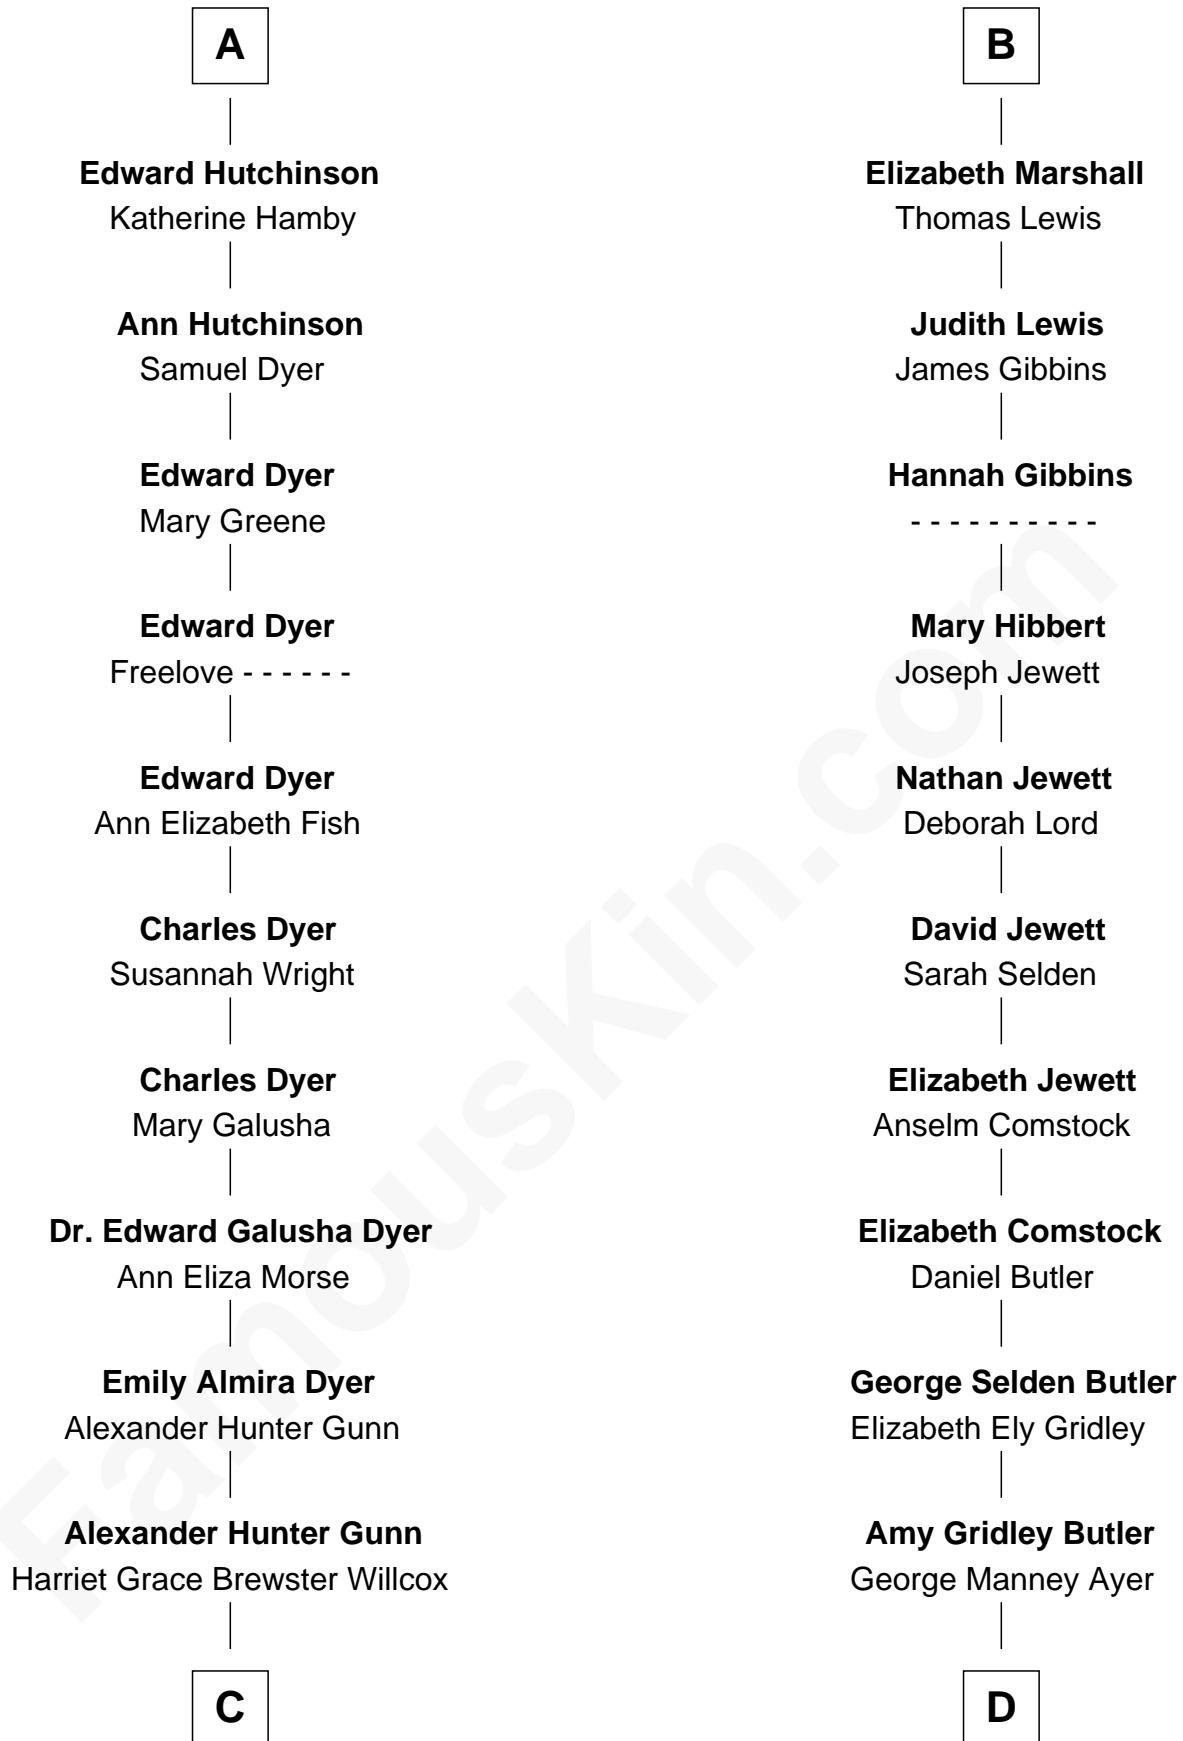 A
Edward Hutchinson
Katherine Hamby
Ann Hutchinson
Samuel Dyer
Edward Dyer
Mary Greene
Edward Dyer
Freelove - - - - - -
Edward Dyer
Ann Elizabeth Fish
Charles Dyer
Susannah Wright
Charles Dyer
Mary Galusha
Dr. Edward Galusha Dyer
Ann Eliza Morse
Emily Almira Dyer
Alexander Hunter Gunn
Alexander Hunter Gunn
Harriet Grace Brewster Willcox
C
B
Elizabeth Marshall
Thomas Lewis
Judith Lewis
James Gibbins
Hannah Gibbins
- - - - - - - - - -
Mary Hibbert
Joseph Jewett
Nathan Jewett
Deborah Lord
David Jewett
Sarah Selden
Elizabeth Jewett
Anselm Comstock
Elizabeth Comstock
Daniel Butler
George Selden Butler
Elizabeth Ely Gridley
Amy Gridley Butler
George Manney Ayer
D
FamousKin.com